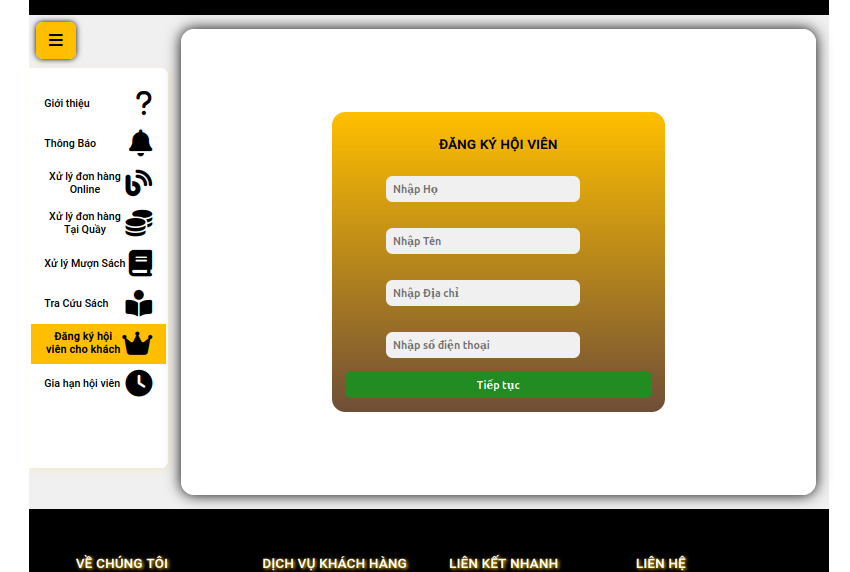 Giới thiệu
Thông Báo
Xử lý đơn hàng
Online
Xử lý đơn hàng
Tại Quầy
Xử lý Mượn Sách
Tra Cứu Sách
Đăng ký hội
viên cho khách
Gia hạn hội viên
ĐĂNG KÝ HỘI VIÊN
Nhập Họ
Nhập Tên
Nhập Địa chỉ
Nhập số điện thoại
Tiếp tục
VỀ CHÚNG TÔI
DỊCH VỤ KHÁCH HÀNG
LIÊN KẾT NHANH
LIÊN HỆ